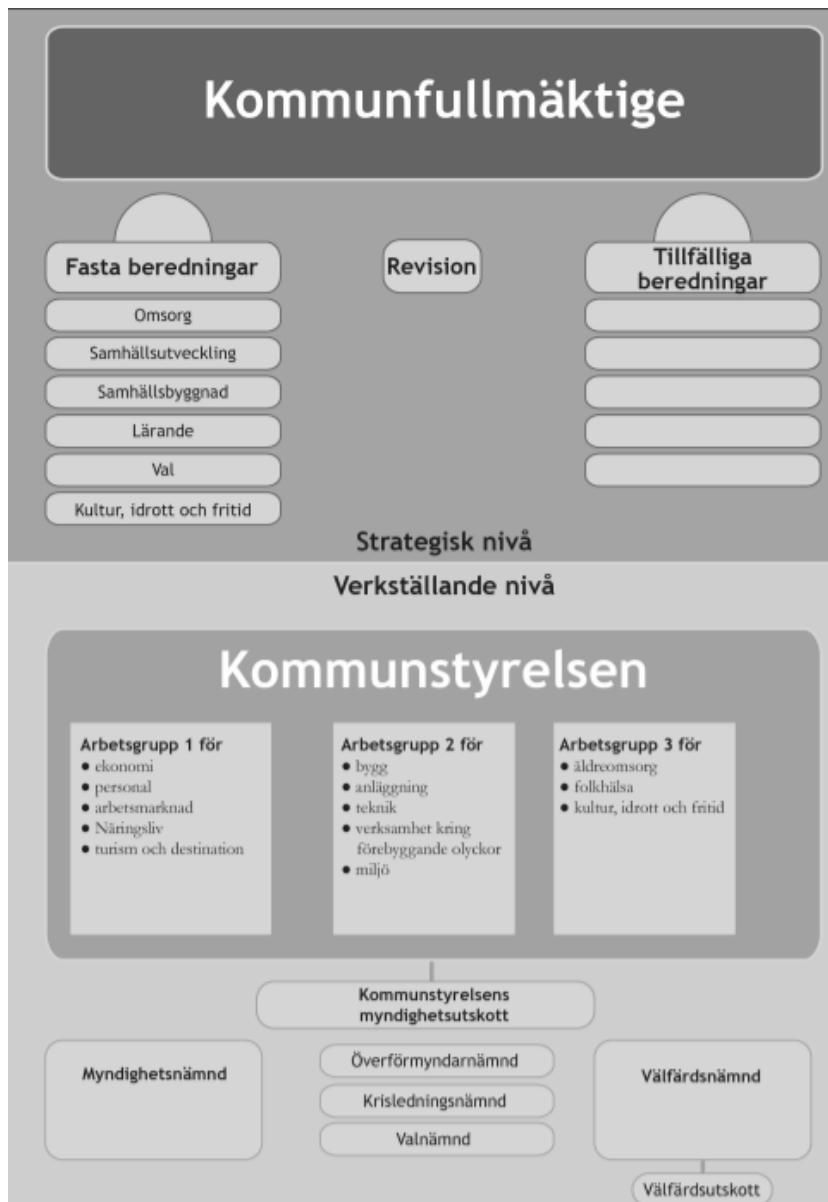 Kommunfullmäktige
Fasta beredningar
Omsorg
Samhällsutveckling
Samhällsbyggnad
Lärande
Val
Kultur, idrott och fritid
Revision
Tillfälliga
beredningar
Strategisk nivå
Verkställande nivå
Kommunstyrelsen
Arbetsgrupp 1 för
● ekonomi
● personal
● arbetsmarknad
● Näringsliv
● turism och destination
Arbetsgrupp 2 för
● bygg
● anläggning
● teknik
● verksamhet kring
förebyggande olyckor
● miljö
Arbetsgrupp 3 för
● äldreomsorg
● folkhälsa
● kultur, idrott och fritid
Kommunstyrelsens
myndighetsutskott
Myndighetsnämnd
Överförmyndarnämnd
Krisledningsnämnd
Valnämnd
Välfärdsnämnd
Välfärdsutskott